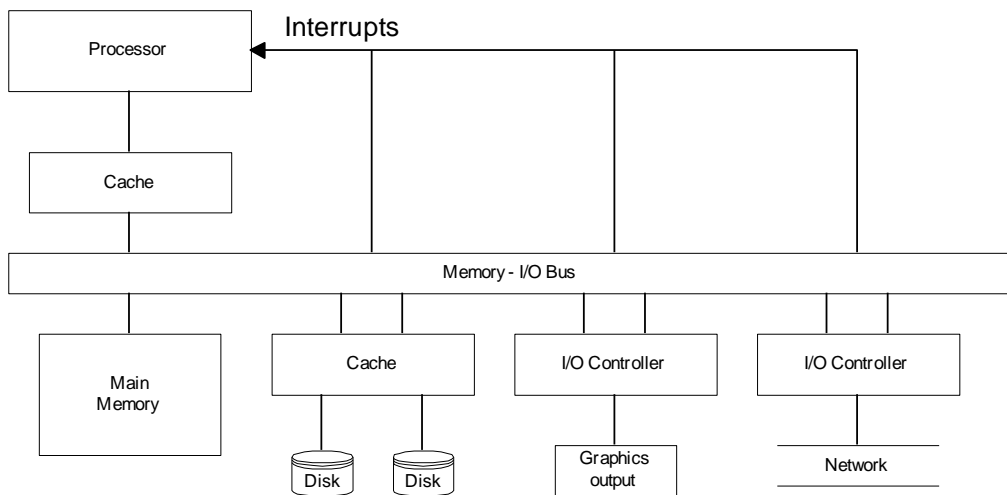 Interrupts
Processor
Cache
Memory - I/O Bus
Main
Memory
Cache
I/O Controller
I/O Controller
Disk
Disk
Graphics
output
Network